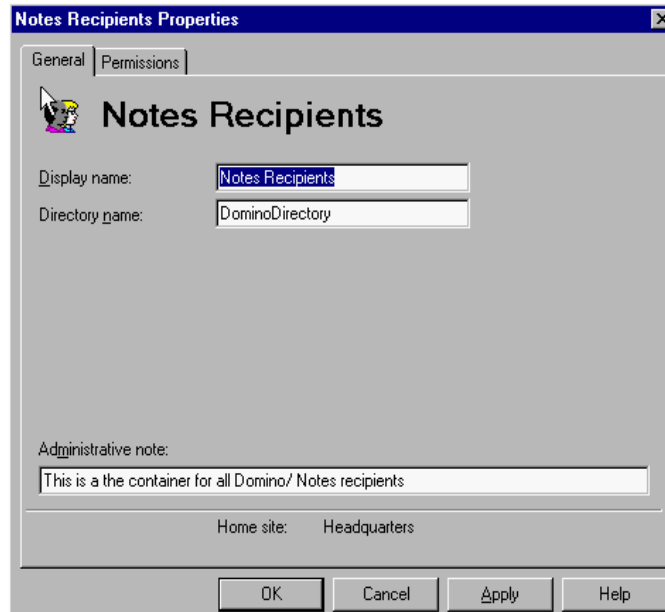 Notes Recipients Properties
General Permissions
Notes Recipients
Display name: Notes Recipients
Directory name: DominoDirectory
Administrative note:
This is a the container for all Domino/ Notes recipients
Home site: Headquarters
OK Cancel Apply Help